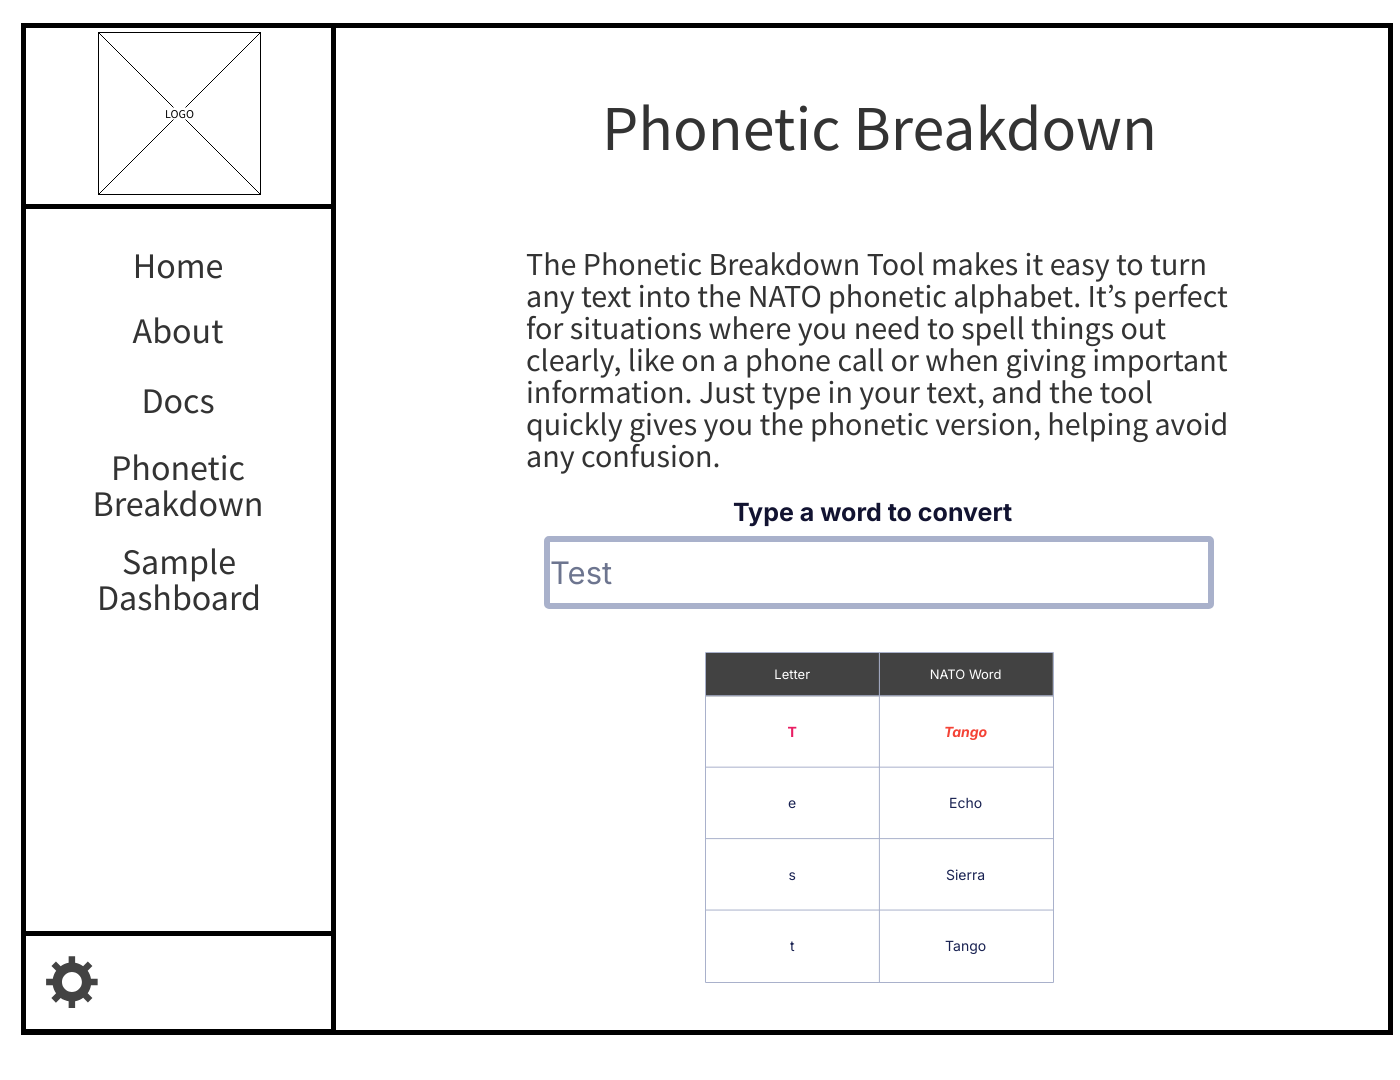 LOGO
Home
About
Docs
Phonetic
Breakdown
Sample
Dashboard
Phonetic Breakdown
The Phonetic Breakdown Tool makes it easy to turn
any text into the NATO phonetic alphabet. It’s perfect
for situations where you need to spell things out
clearly, like on a phone call or when giving important
information. Just type in your text, and the tool
quickly gives you the phonetic version, helping avoid
any confusion.
Type a word to convert
Test
Letter NATO Word
T Tango
e Echo
s Sierra
t Tango